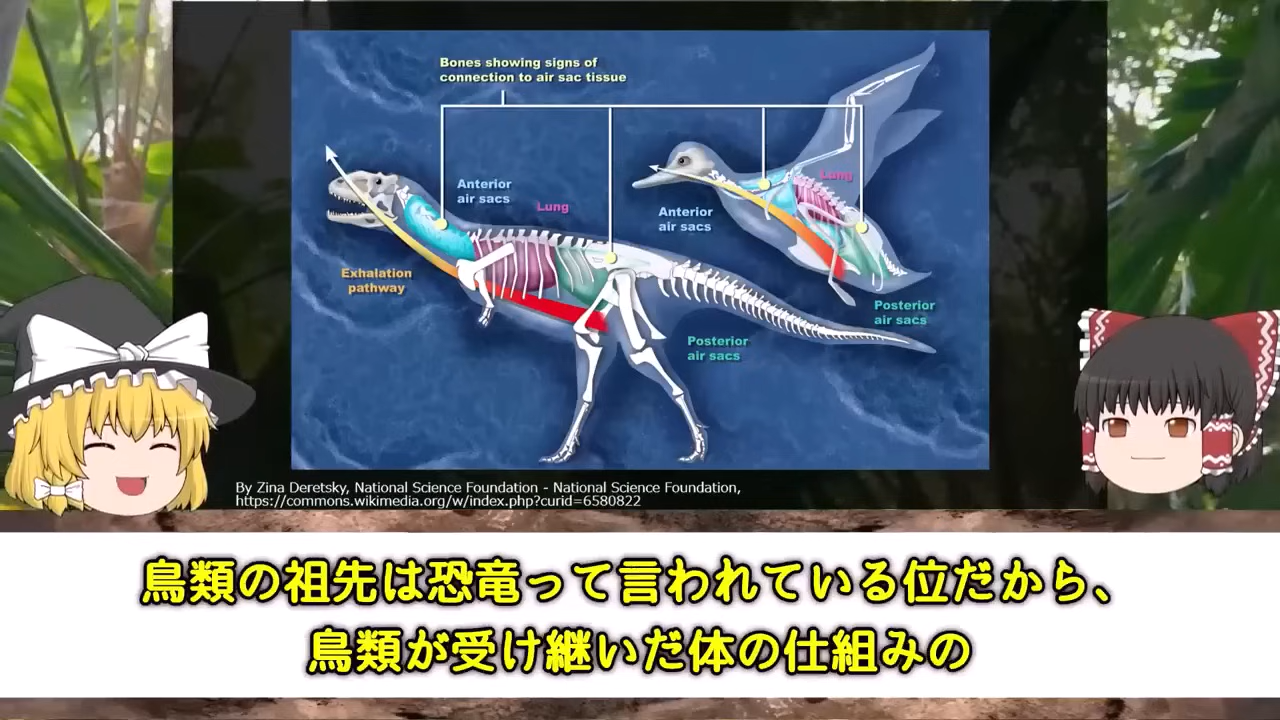 Bones showing signs of
connection to air sac tissue
Anterior
air sacs
Lung
Exhalation
pathway
Posterior
air sacs
Anterior
air sacs
Lung
Posterior
air sacs
By Zina Deretsky, National Science Foundation - National Science Foundation,
https://commons.wikimedia.org/w/index.php?curid=6580822
鳥類の祖先は恐竜って言われている位だから、
鳥類が受け継いだ体の仕組みの